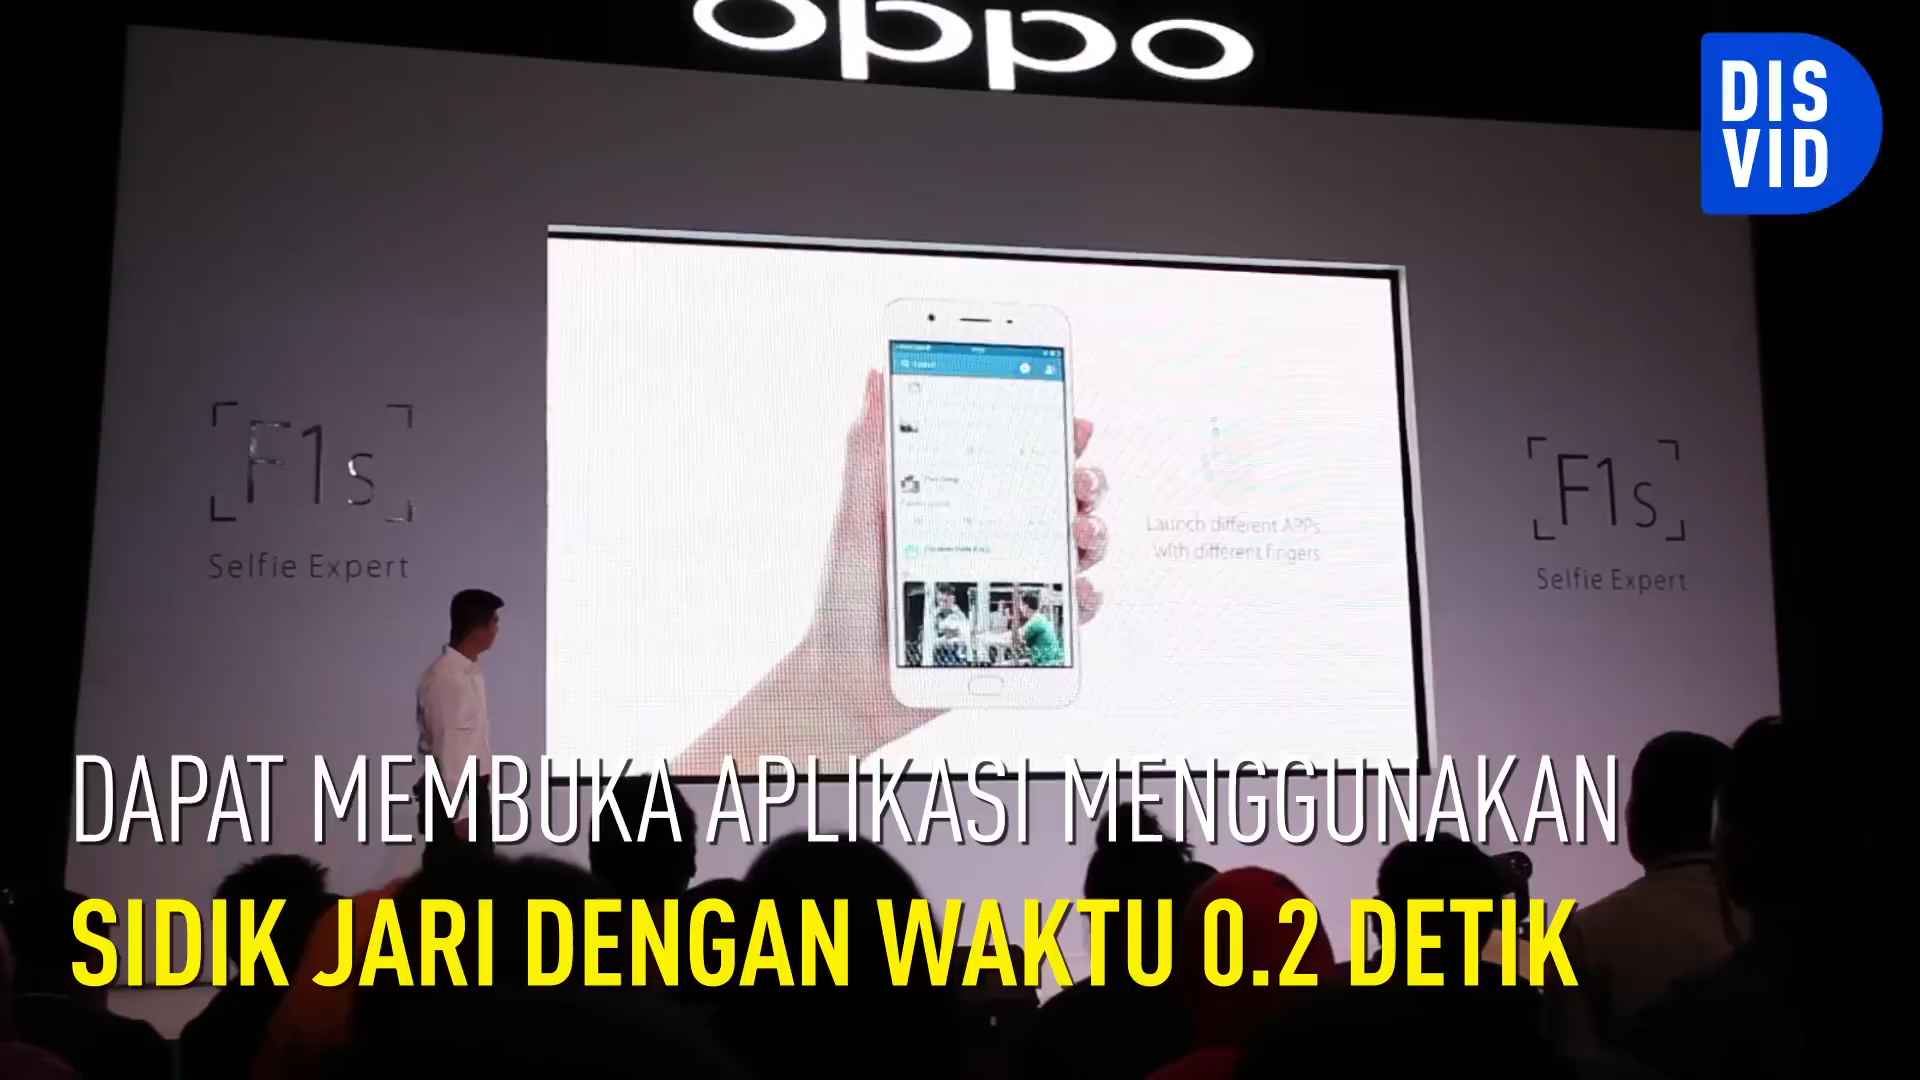 oppo
DIS
VID
F1s
Selfie Expert
Launch different APPs
with different fingers
F1s
Selfie Expert
DAPAT MEMBUKA APLIKASI MENGGUNAKAN
SIDIK JARI DENGAN WAKTU 0.2 DETIK